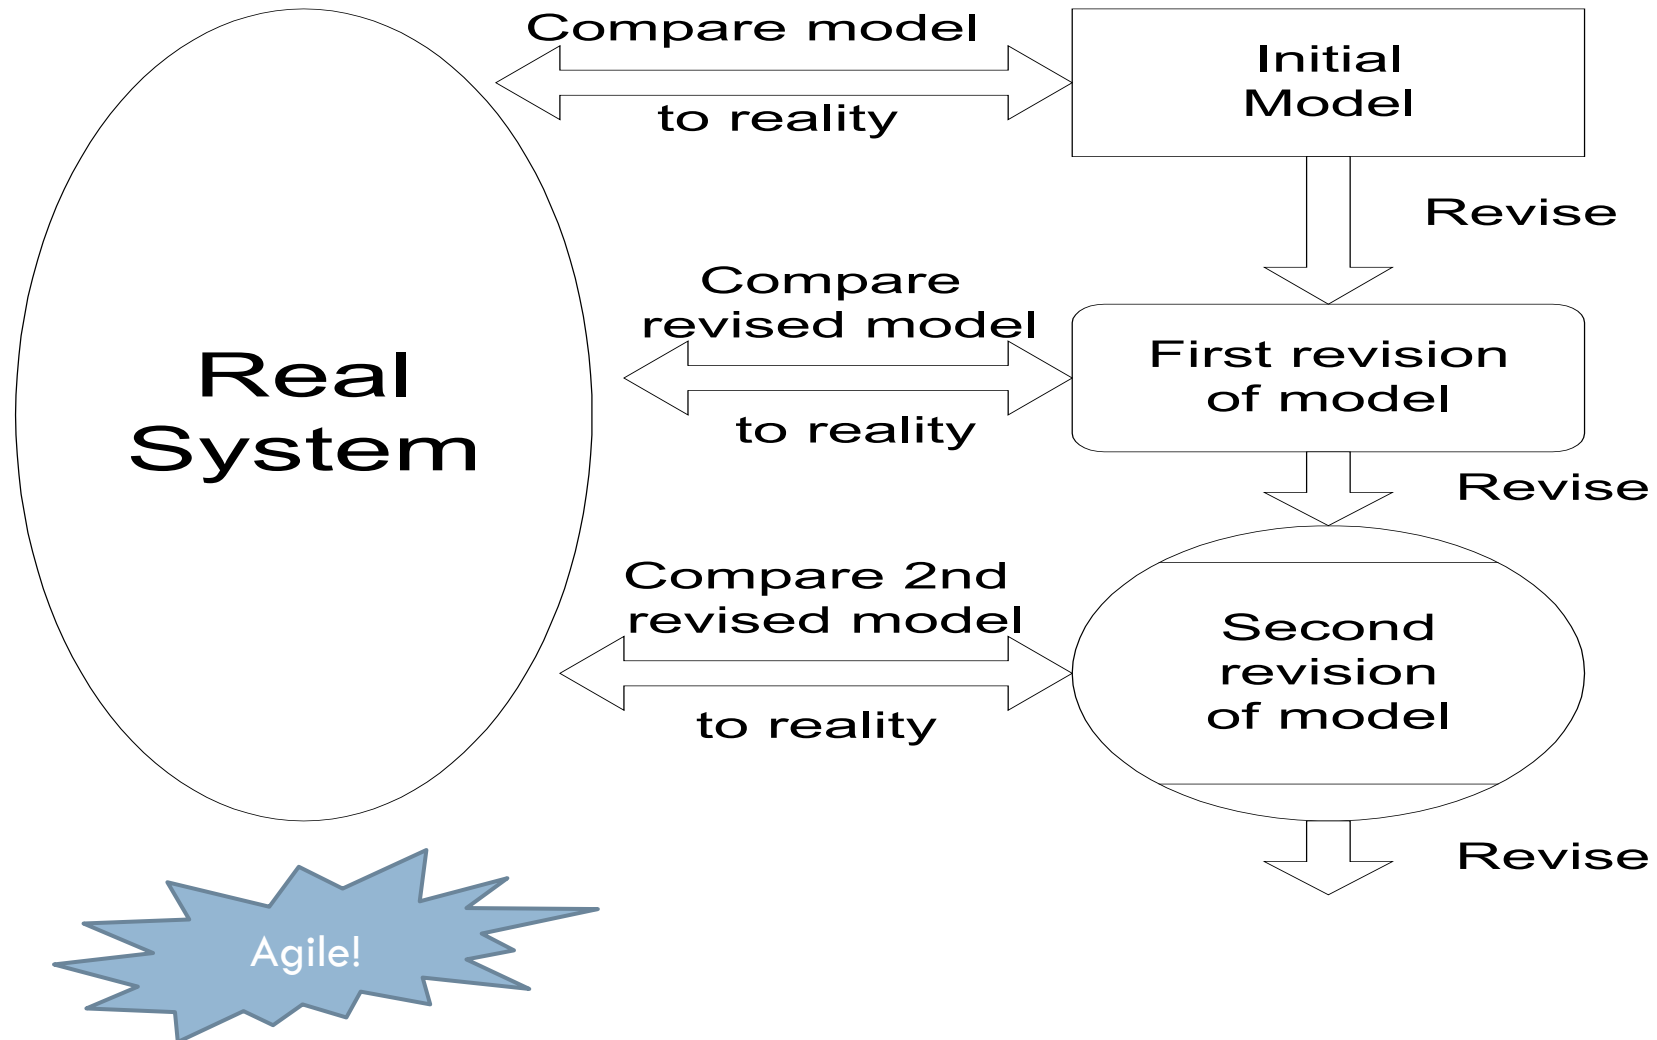 Compare model
to reality
Initial
Model
Revise
Real
System
Compare
revised model
to reality
First revision
of model
Revise
Compare 2nd
revised model
to reality
Second
revision
of model
Revise
Agile!